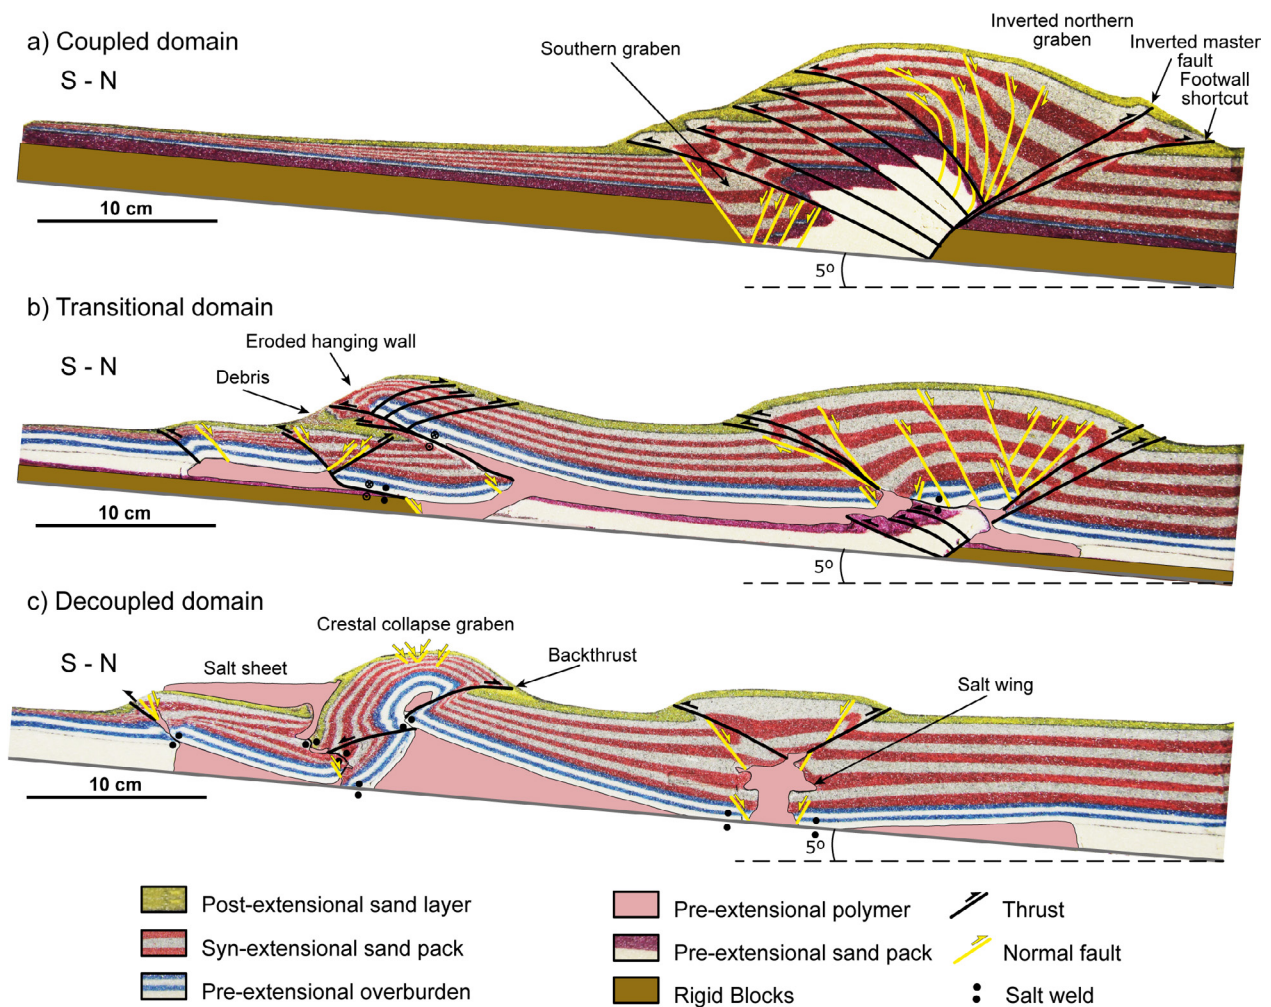 a) Coupled domain
S - N
Southern graben
Inverted northern
graben
Inverted master
fault
Footwall
shortcut
10 cm
5º
b) Transitional domain
S - N
Eroded hanging wall
Debris
10 cm
5º
c) Decoupled domain
S - N
Crestal collapse graben
Salt sheet
Backthrust
Salt wing
10 cm
5º
Post-extensional sand layer
Syn-extensional sand pack
Pre-extensional overburden
Pre-extensional polymer
Pre-extensional sand pack
Rigid Blocks
Thrust
Normal fault
Salt weld